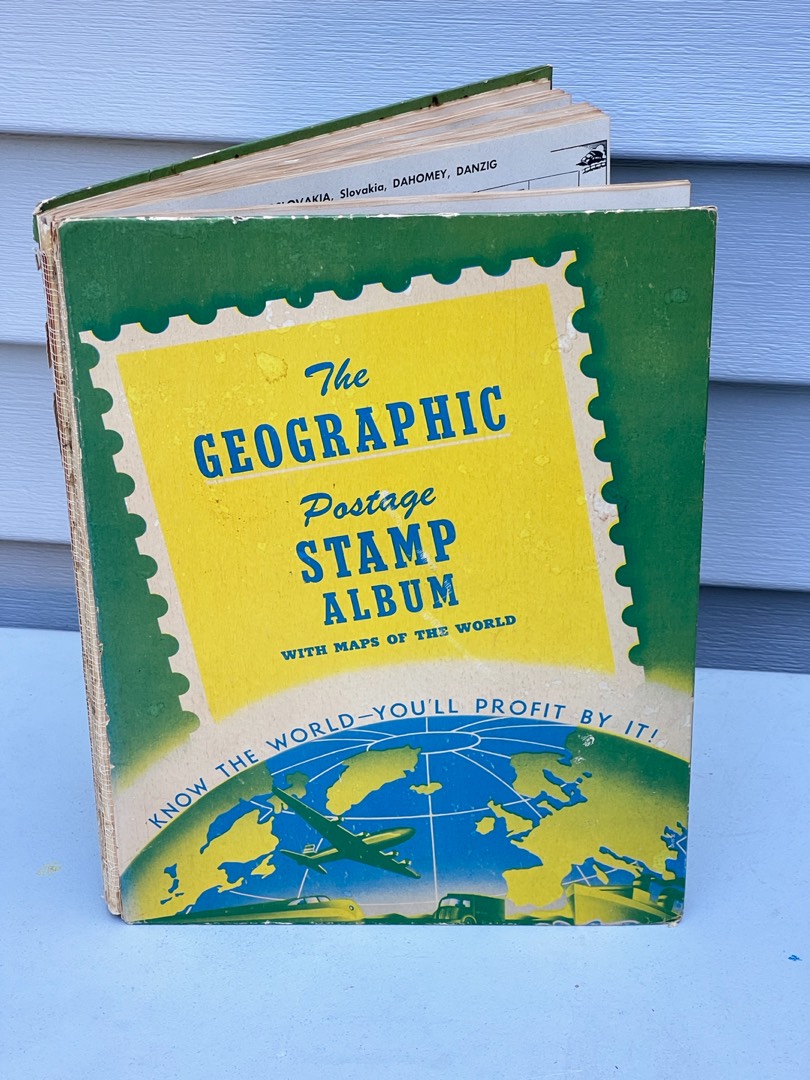 SLOVAKIA, Slovakia, DAHOMEY, DANZIG
The
GEOGRAPHIC
Postage
STAMP
ALBUM
WITH MAPS OF THE WORLD
KNOW THE WORLD—YOU'LL PROFIT BY IT!